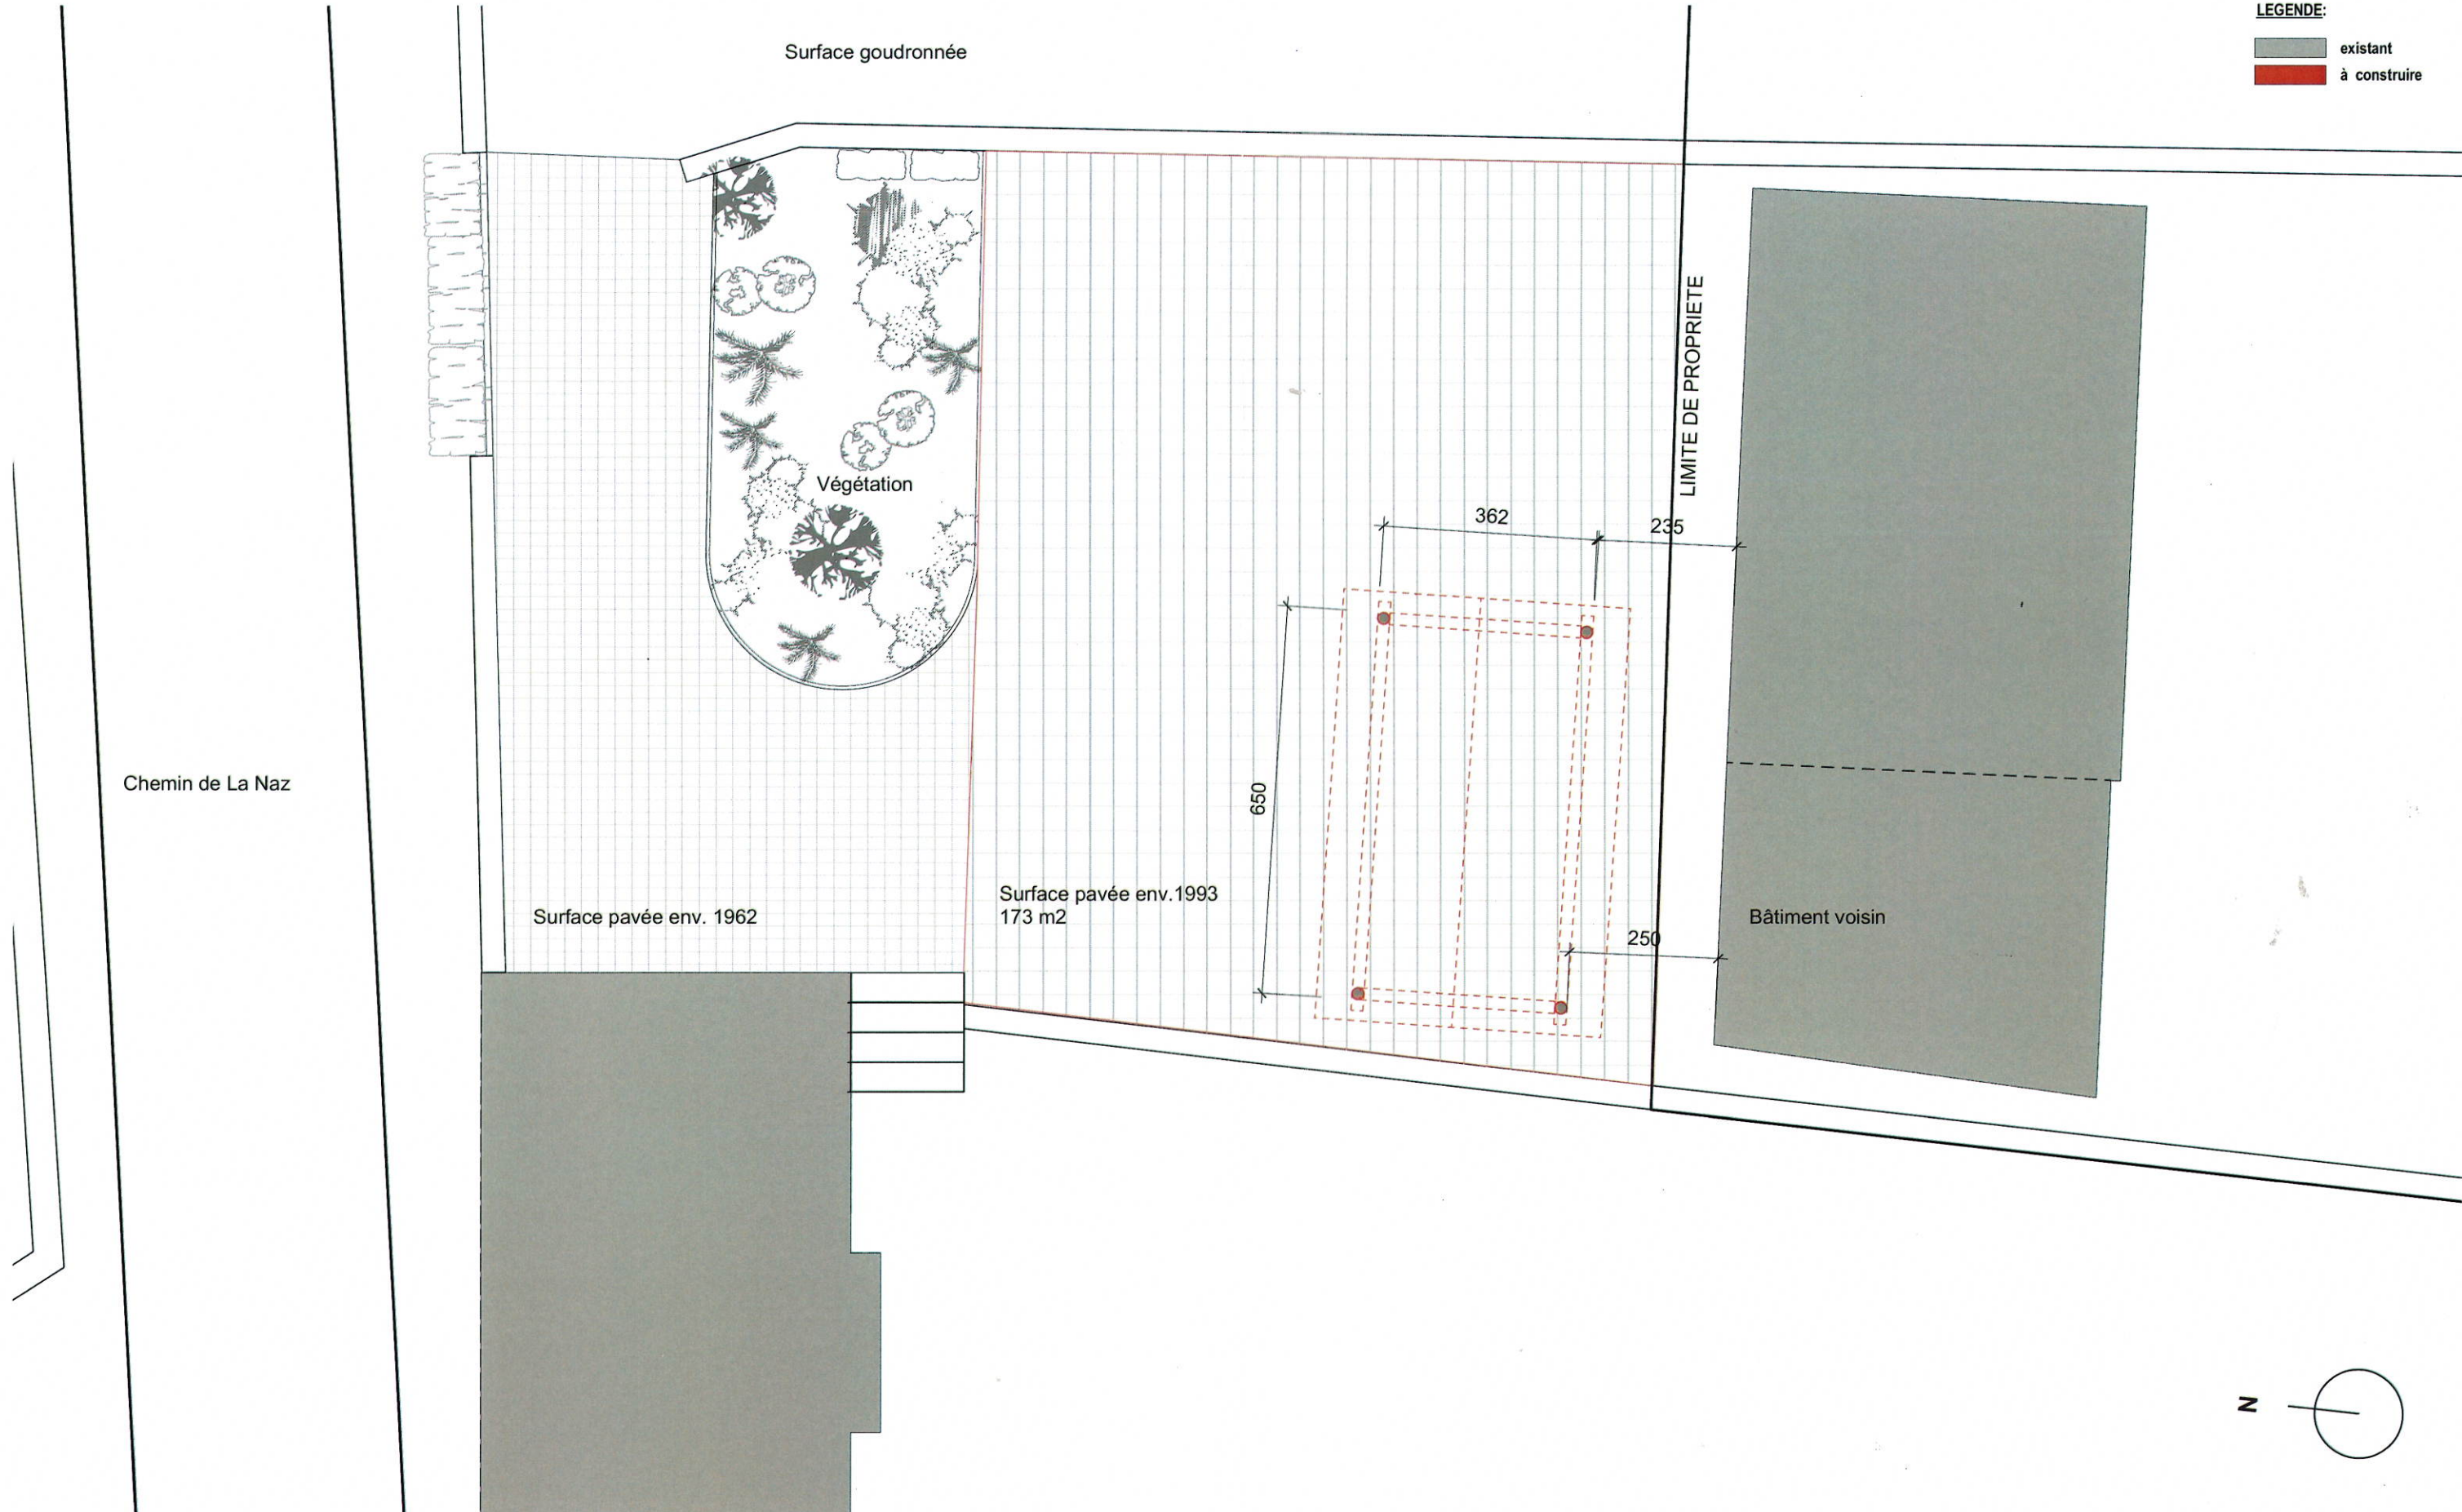 LEGENDE:
existant
à construire
Surface goudronnée
LIMITE DE PROPRIETE
Végétation
362
235
650
Chemin de La Naz
Surface pavée env.1993
173 m2
Surface pavée env. 1962
Bâtiment voisin
250
N